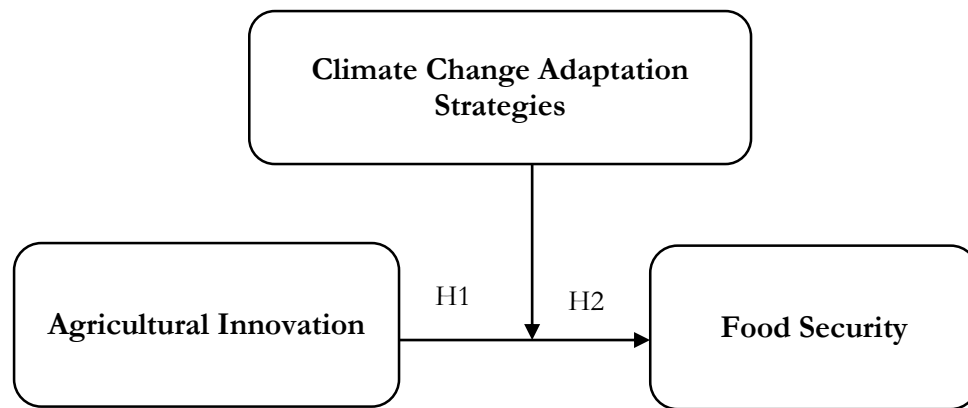 Climate Change Adaptation
Strategies
H1
H2
Agricultural Innovation
Food Security